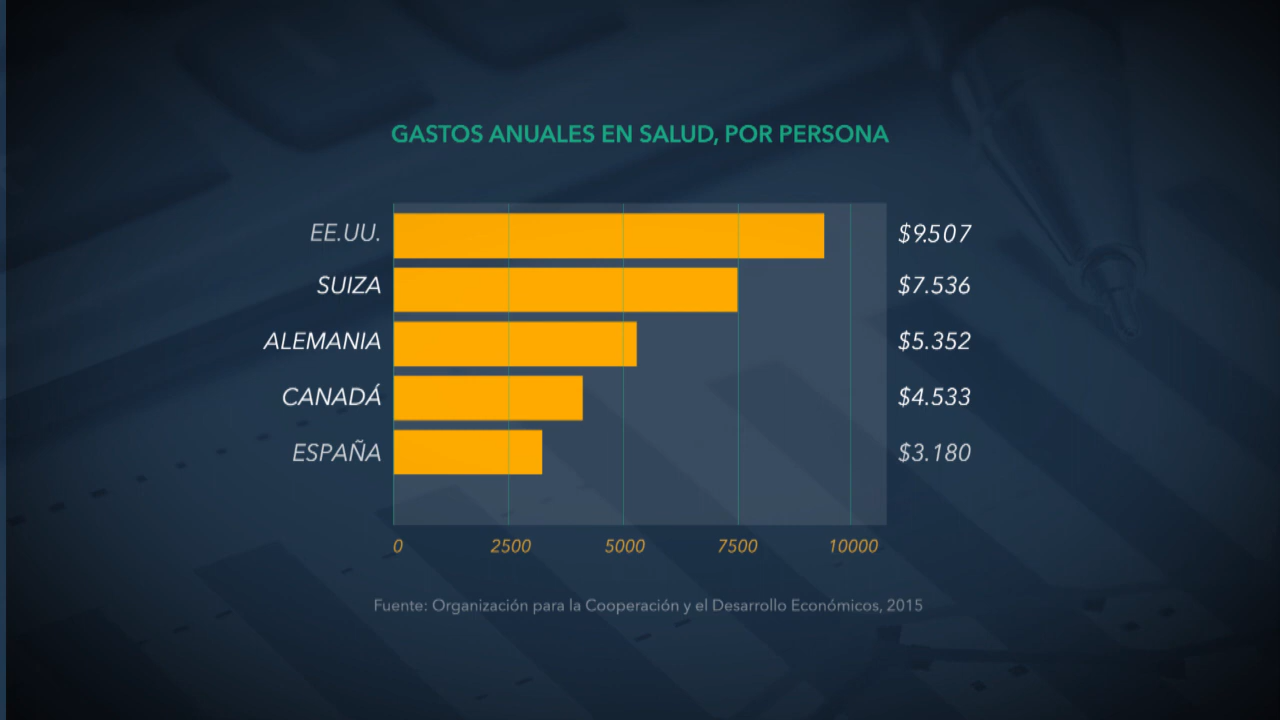 GASTOS ANUALES EN SALUD, POR PERSONA
EE.UU. $9.507
SUIZA $7.536
ALEMANIA $5.352
CANADÁ $4.533
ESPAÑA $3.180
0 2500 5000 7500 10000
Fuente: Organización para la Cooperación y el Desarrollo Económicos, 2015